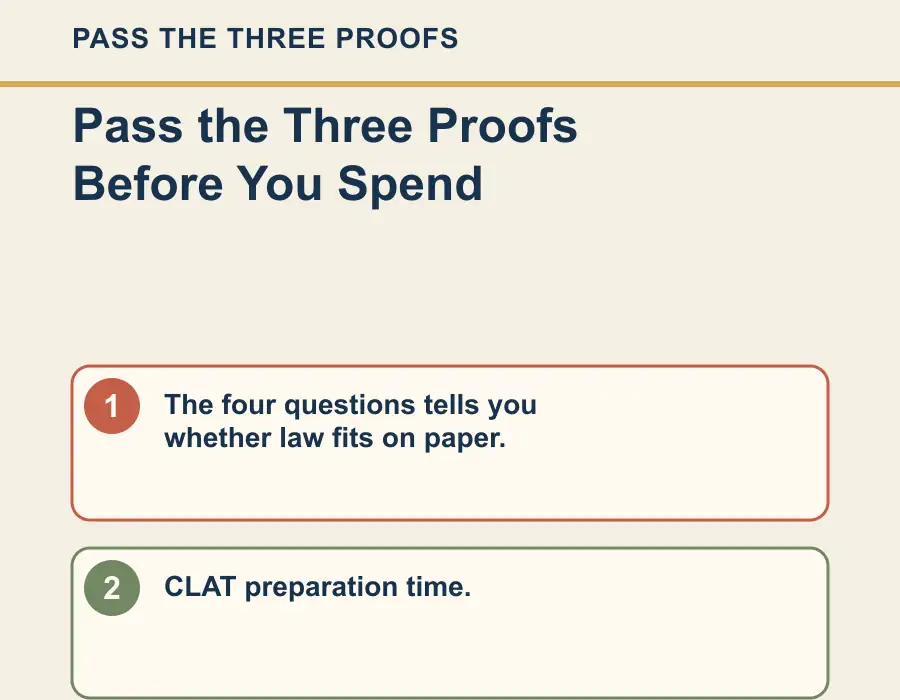 PASS THE THREE PROOFS
Pass the Three Proofs
Before You Spend
1
The four questions tells you
whether law fits on paper.
2
CLAT preparation time.